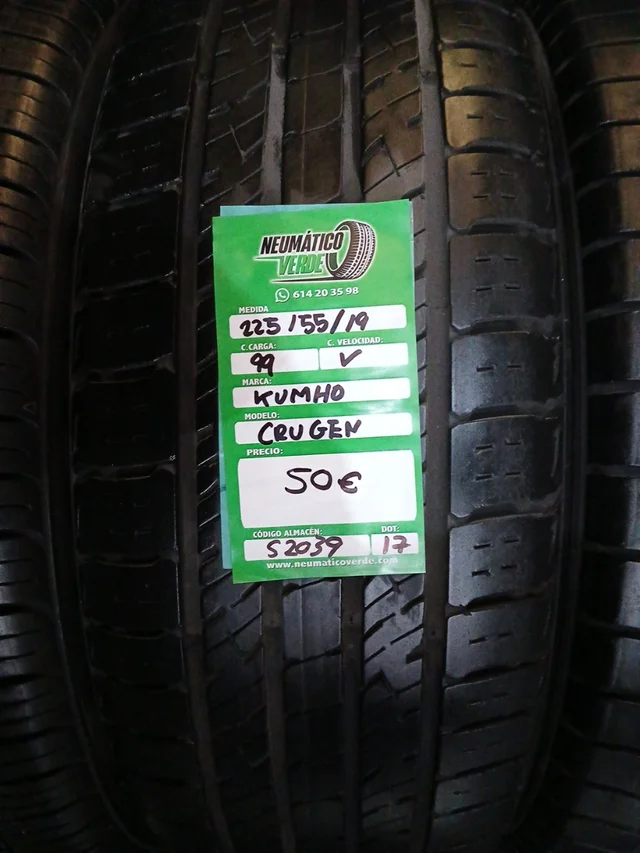 NEUMÁTICO
VERDE
614 20 35 98
MEDIDA
225/55/19
C.CARGA: C. VELOCIDAD:
99 V
MARCA:
KUMHO
MODELO:
CRUGEN
PRECIO:
50€
CÓDIGO ALMACÉN: DOT:
S2039 17
www.neumaticoverde.com